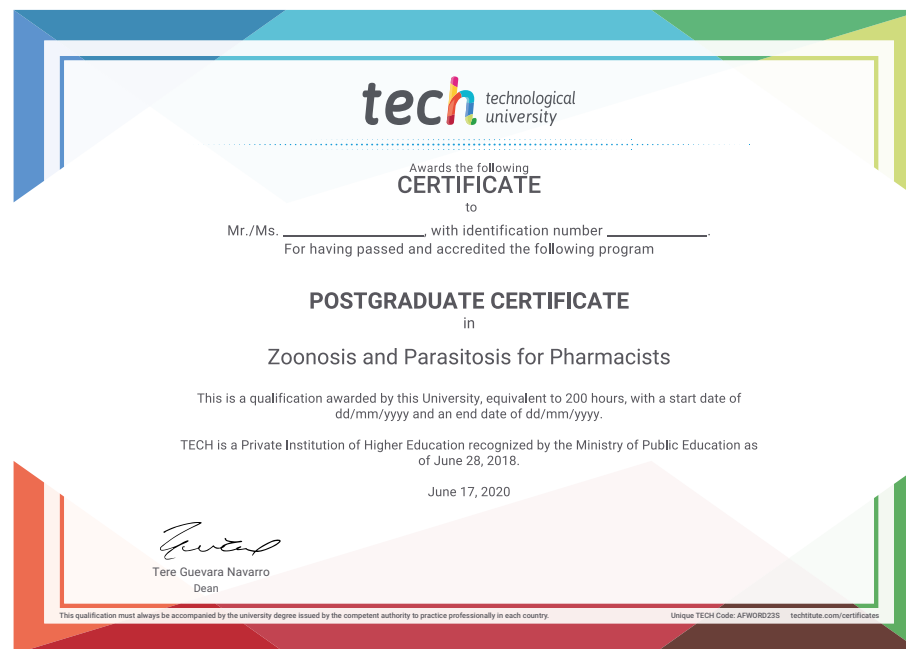 tech technological
university
Awards the following
CERTIFICATE
to
Mr./Ms. ____________________, with identification number ______________.
For having passed and accredited the following program
POSTGRADUATE CERTIFICATE
in
Zoonosis and Parasitosis for Pharmacists
This is a qualification awarded by this University, equivalent to 200 hours, with a start date of
dd/mm/yyyy and an end date of dd/mm/yyyy.
TECH is a Private Institution of Higher Education recognized by the Ministry of Public Education as
of June 28, 2018.
June 17, 2020
Tere Guevara Navarro
Dean
This qualification must always be accompanied by the university degree issued by the competent authority to practice professionally in each country.
Unique TECH Code: AFWORD23S techtitute.com/certificates